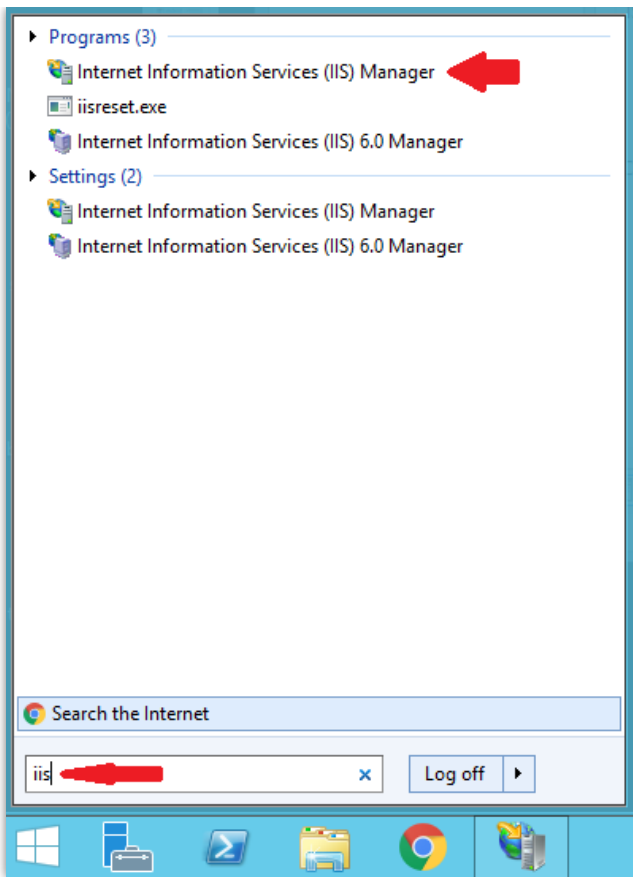 Programs (3)
Internet Information Services (IIS) Manager
iisreset.exe
Internet Information Services (IIS) 6.0 Manager
Settings (2)
Internet Information Services (IIS) Manager
Internet Information Services (IIS) 6.0 Manager
Search the Internet
iis
Log off